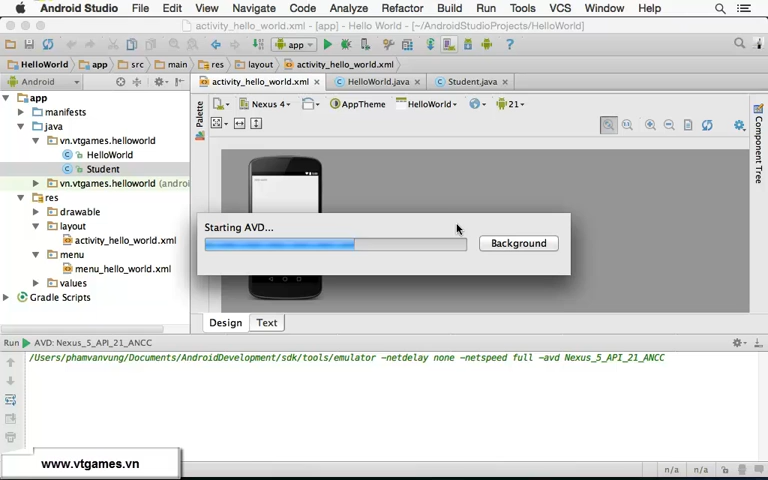 Android Studio File Edit View Navigate Code Analyze Refactor Build Run Tools VCS Window Help
activity_hello_world.xml - [app] - Hello World - [~/AndroidStudioProjects/HelloWorld]
app
HelloWorld app src main res layout activity_hello_world.xml
Android
activity_hello_world.xml HelloWorld.java Student.java
app
manifests
java
vn.vtgames.helloworld
HelloWorld
Student
vn.vtgames.helloworld (androi
res
drawable
layout
activity_hello_world.xml
menu
menu_hello_world.xml
values
Gradle Scripts
Palette
Nexus 4 AppTheme HelloWorld 21
Component Tree
Starting AVD...
Background
Design Text
Run AVD: Nexus_5_API_21_ANCC
/Users/phamvanvung/Documents/AndroidDevelopment/sdk/tools/emulator -netdelay none -netspeed full -avd Nexus_5_API_21_ANCC
www.vtgames.vn
n/a n/a